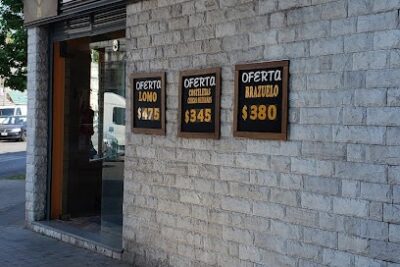 OFERTA
LOMO
$475
OFERTA
COSTELETAS
$345
OFERTA
BRAZUELO
$380